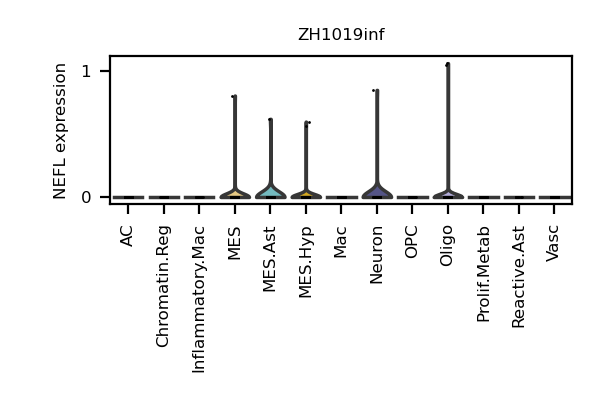 ZH1019inf
NEFL expression
1
0
AC
Chromatin.Reg
Inflammatory.Mac
MES
MES.Ast
MES.Hyp
Mac
Neuron
OPC
Oligo
Prolif.Metab
Reactive.Ast
Vasc